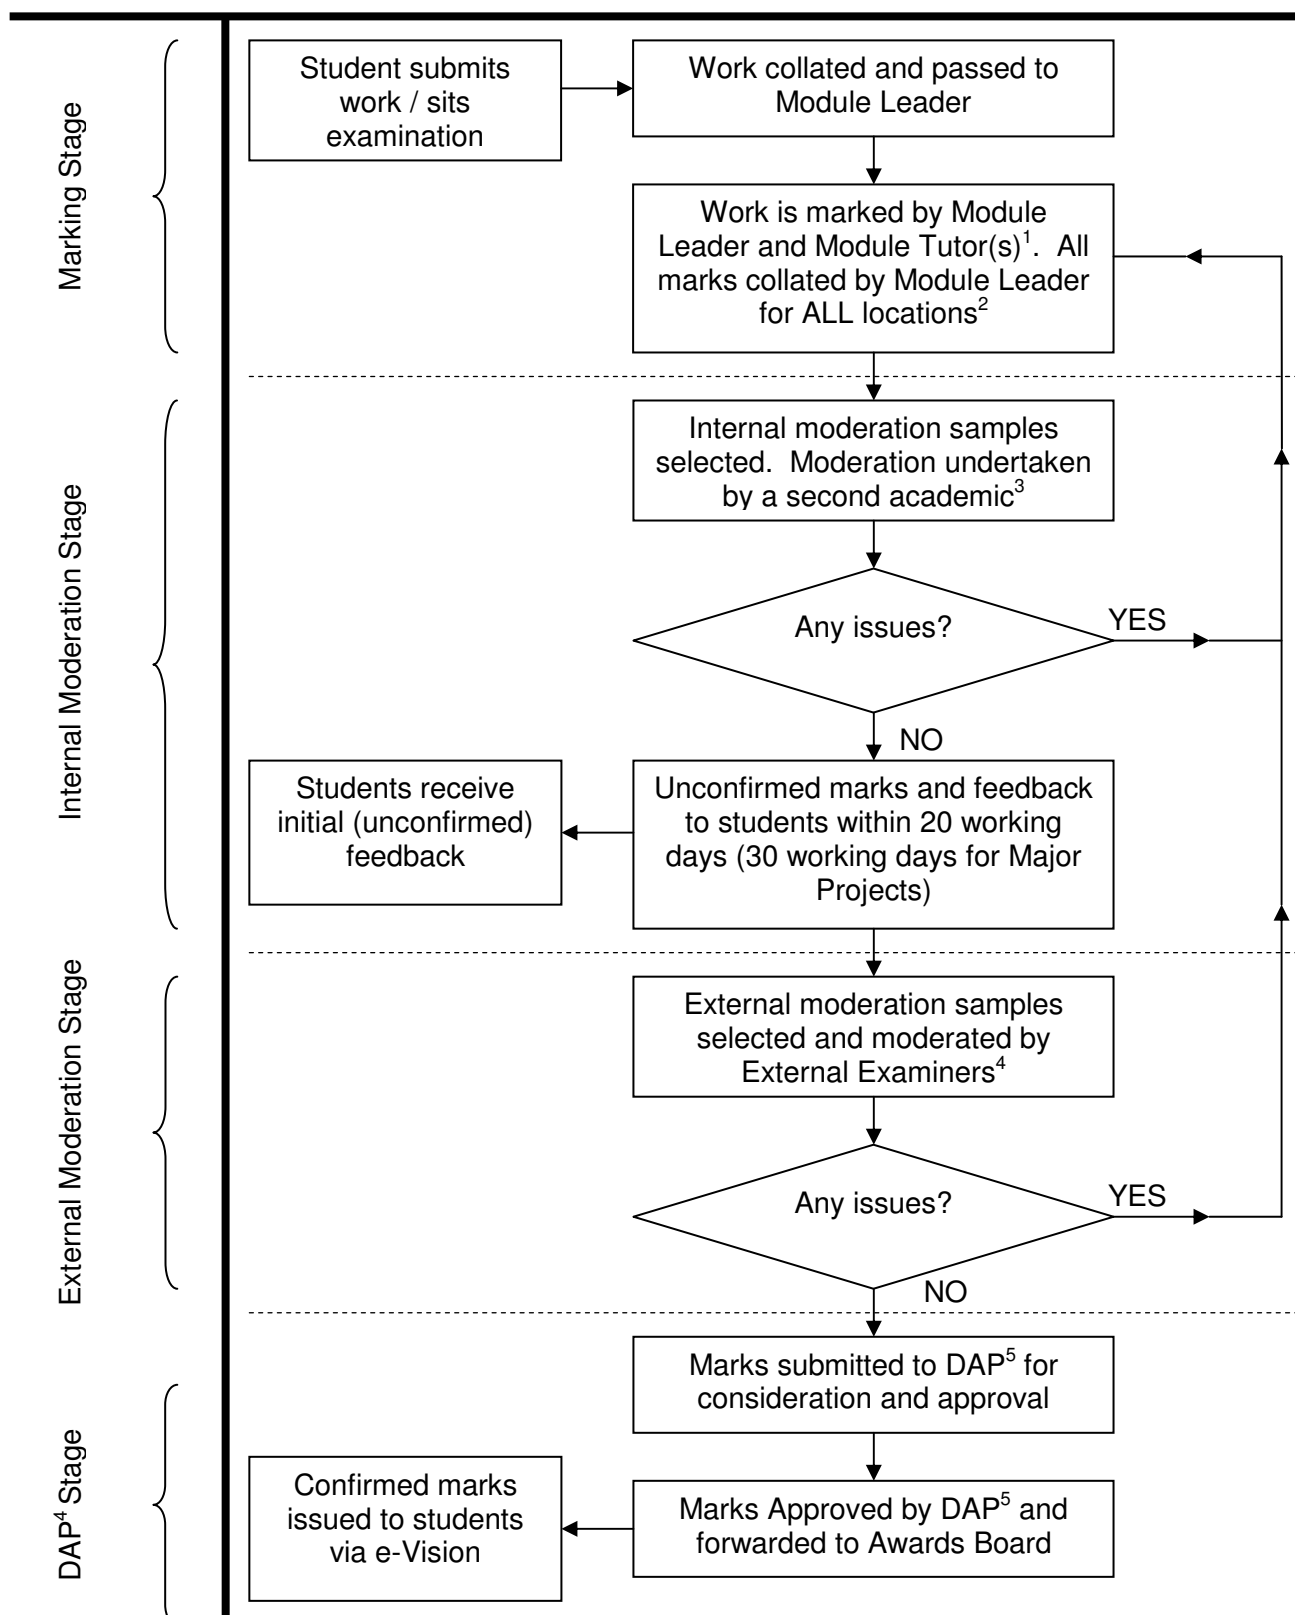 Marking Stage
Student submits
work / sits
examination
Work collated and passed to
Module Leader
Work is marked by Module
Leader and Module Tutor(s)1.  All
marks collated by Module Leader
for ALL locations2
Internal Moderation Stage
Internal moderation samples
selected.  Moderation undertaken
by a second academic3
Any issues?
YES
NO
Students receive
initial (unconfirmed)
feedback
Unconfirmed marks and feedback
to students within 20 working
days (30 working days for Major
Projects)
External Moderation Stage
External moderation samples
selected and moderated by
External Examiners4
Any issues?
YES
NO
DAP4 Stage
Marks submitted to DAP5 for
consideration and approval
Confirmed marks
issued to students
via e-Vision
Marks Approved by DAP5 and
forwarded to Awards Board